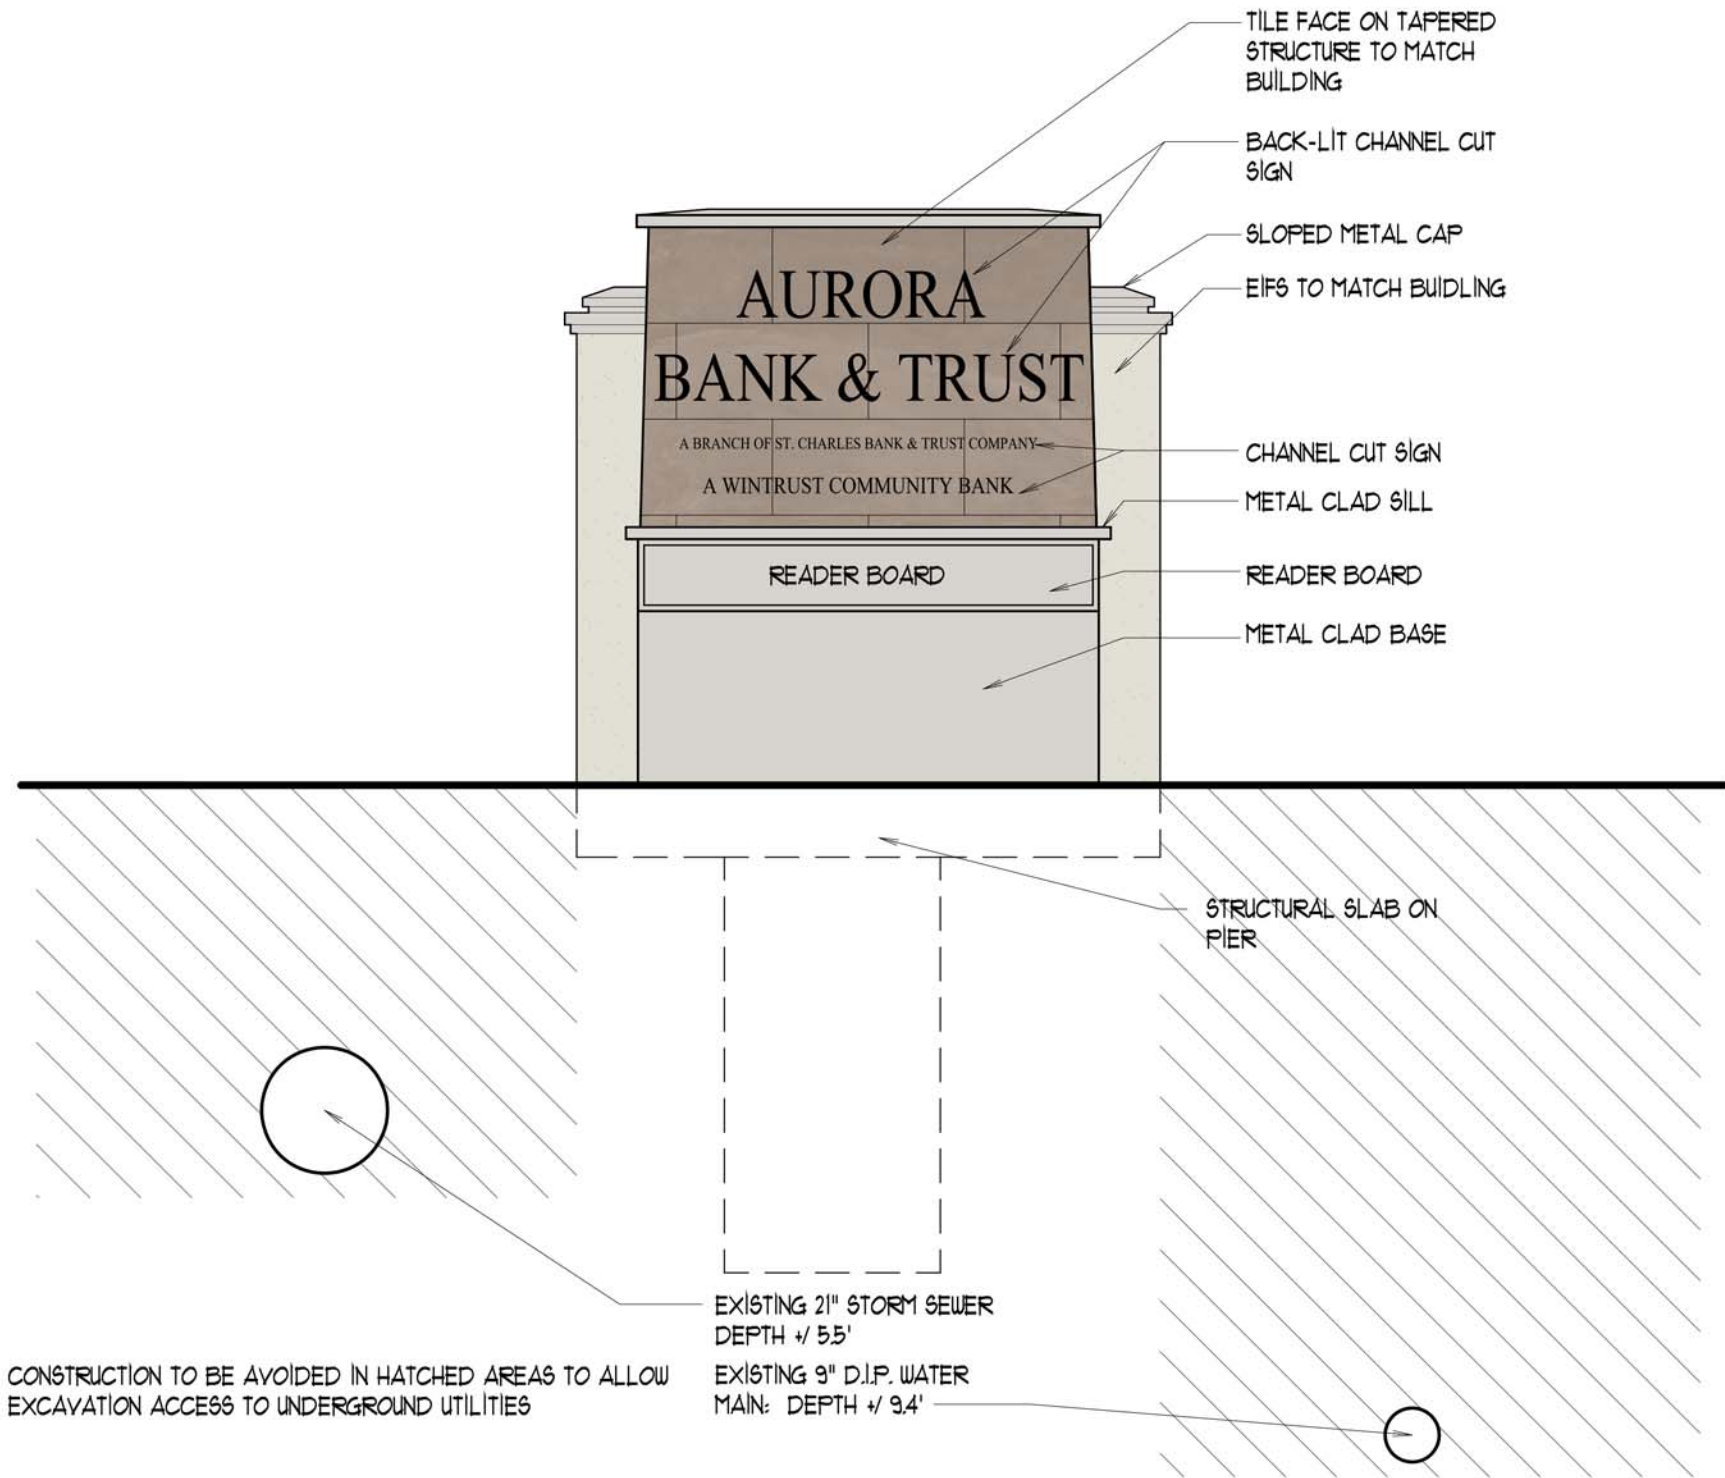 TILE FACE ON TAPERED
STRUCTURE TO MATCH
BUILDING
BACK-LIT CHANNEL CUT
SIGN
SLOPED METAL CAP
EIFS TO MATCH BUIDLING
AURORA
BANK & TRUST
A BRANCH OF ST. CHARLES BANK & TRUST COMPANY
A WINTRUST COMMUNITY BANK
CHANNEL CUT SIGN
METAL CLAD SILL
READER BOARD
READER BOARD
METAL CLAD BASE
STRUCTURAL SLAB ON
PIER
EXISTING 21" STORM SEWER
DEPTH +/ 5.5'
CONSTRUCTION TO BE AVOIDED IN HATCHED AREAS TO ALLOW
EXCAVATION ACCESS TO UNDERGROUND UTILITIES
EXISTING 9" D.I.P. WATER
MAIN: DEPTH +/ 9.4'